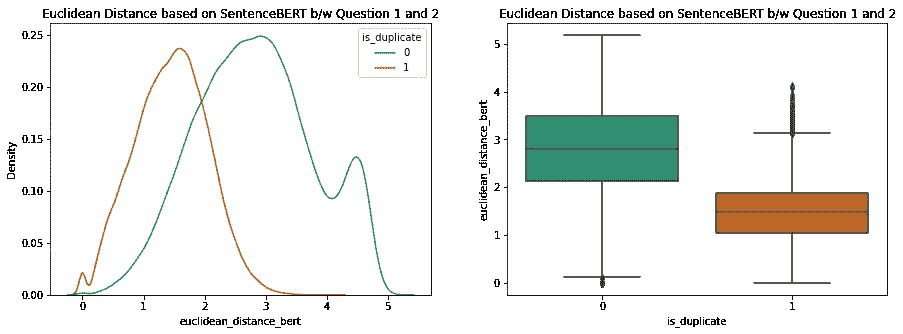 Euclidean Distance based on SentenceBERT b/w Question 1 and 2
0.25
0.20
0.15
0.10
0.05
0.00
Density
is_duplicate
0
1
0 1 2 3 4 5
euclidean_distance_bert
Euclidean Distance based on SentenceBERT b/w Question 1 and 2
5
4
3
2
1
0
euclidean_distance_bert
0 1
is_duplicate